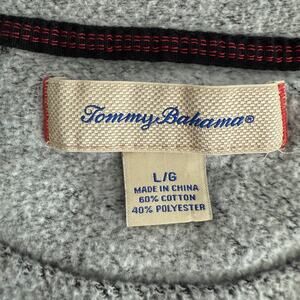 Tommy Bahama®
L/G
MADE IN CHINA
60% COTTON
40% POLYESTER